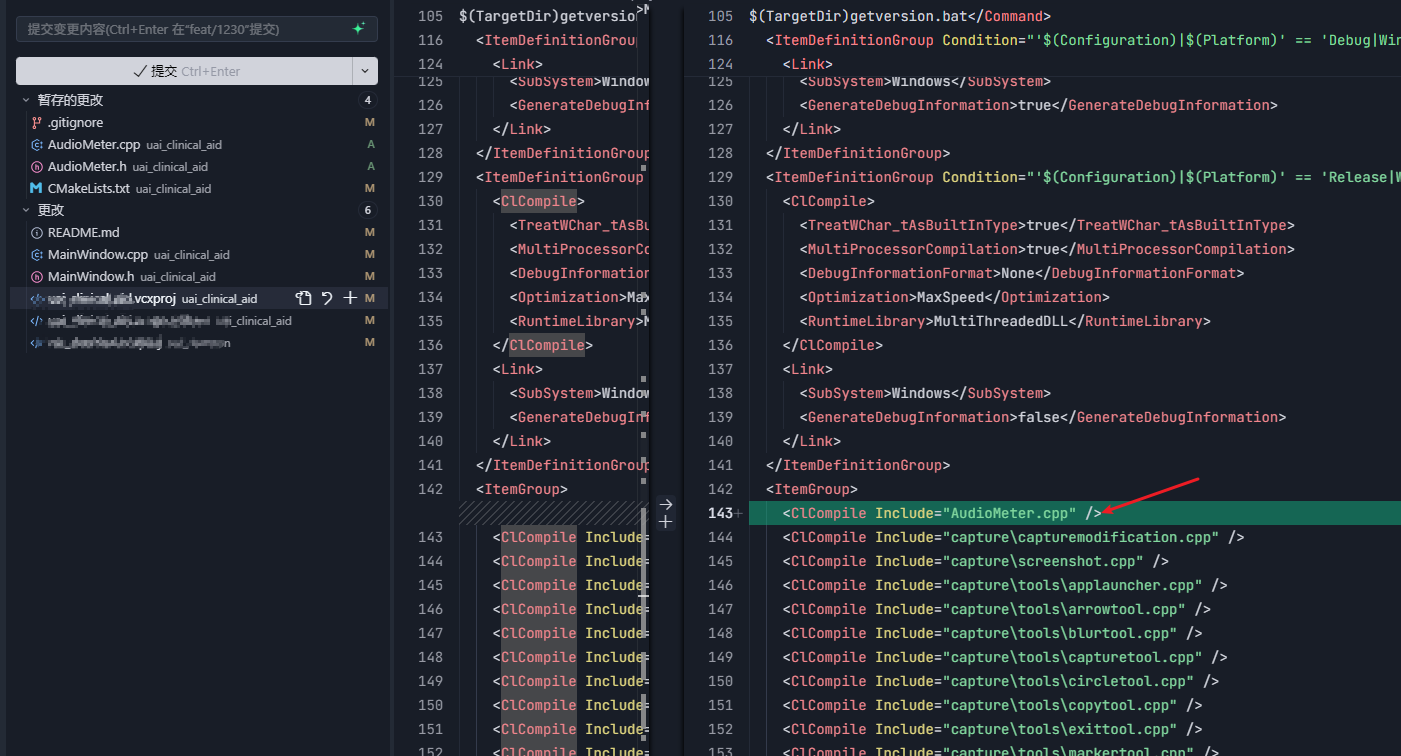 提交变更内容(Ctrl+Enter 在“feat/1230”提交)
提交 Ctrl+Enter
暂存的更改 4
.gitignore M
AudioMeter.cpp uai_clinical_aid A
AudioMeter.h uai_clinical_aid A
CMakeLists.txt uai_clinical_aid M
更改 6
README.md M
MainWindow.cpp uai_clinical_aid M
MainWindow.h uai_clinical_aid M
.vcxproj uai_clinical_aid M
uai_clinical_aid M
M
105 $(TargetDir)getversion
116 <ItemDefinitionGroup
124 <Link>
125 <SubSystem>Window
126 <GenerateDebugInf
127 </Link>
128 </ItemDefinitionGroup
129 <ItemDefinitionGroup
130 <ClCompile>
131 <TreatWChar_tAsBu
132 <MultiProcessorCo
133 <DebugInformation
134 <Optimization>Max
135 <RuntimeLibrary>M
136 </ClCompile>
137 <Link>
138 <SubSystem>Window
139 <GenerateDebugInf
140 </Link>
141 </ItemDefinitionGroup
142 <ItemGroup>
143 <ClCompile Include=
144 <ClCompile Include=
145 <ClCompile Include=
146 <ClCompile Include=
147 <ClCompile Include=
148 <ClCompile Include=
149 <ClCompile Include=
150 <ClCompile Include=
151 <ClCompile Include=
152 <ClCompile Include=
105 $(TargetDir)getversion.bat</Command>
116 <ItemDefinitionGroup Condition="'$(Configuration)|$(Platform)' == 'Debug|Win
124 <Link>
125 <SubSystem>Windows</SubSystem>
126 <GenerateDebugInformation>true</GenerateDebugInformation>
127 </Link>
128 </ItemDefinitionGroup>
129 <ItemDefinitionGroup Condition="'$(Configuration)|$(Platform)' == 'Release|W
130 <ClCompile>
131 <TreatWChar_tAsBuiltInType>true</TreatWChar_tAsBuiltInType>
132 <MultiProcessorCompilation>true</MultiProcessorCompilation>
133 <DebugInformationFormat>None</DebugInformationFormat>
134 <Optimization>MaxSpeed</Optimization>
135 <RuntimeLibrary>MultiThreadedDLL</RuntimeLibrary>
136 </ClCompile>
137 <Link>
138 <SubSystem>Windows</SubSystem>
139 <GenerateDebugInformation>false</GenerateDebugInformation>
140 </Link>
141 </ItemDefinitionGroup>
142 <ItemGroup>
143+ <ClCompile Include="AudioMeter.cpp" />
144 <ClCompile Include="capture\capturemodification.cpp" />
145 <ClCompile Include="capture\screenshot.cpp" />
146 <ClCompile Include="capture\tools\applauncher.cpp" />
147 <ClCompile Include="capture\tools\arrowtool.cpp" />
148 <ClCompile Include="capture\tools\blurtool.cpp" />
149 <ClCompile Include="capture\tools\capturetool.cpp" />
150 <ClCompile Include="capture\tools\circletool.cpp" />
151 <ClCompile Include="capture\tools\copytool.cpp" />
152 <ClCompile Include="capture\tools\exittool.cpp" />
153 <ClCompile Include="capture\tools\markertool.cpp" />